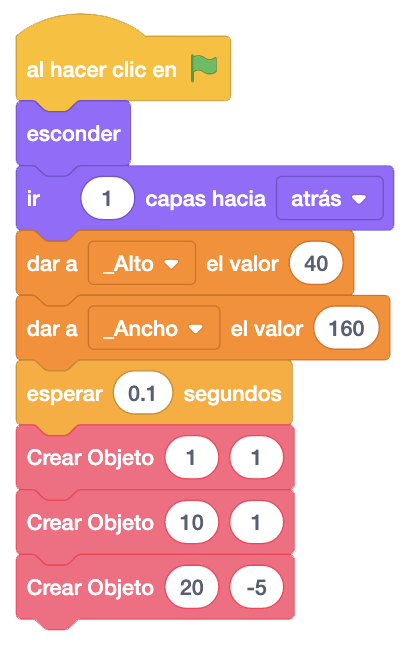 al hacer clic en
esconder
ir 1 capas hacia atrás
dar a _Alto el valor 40
dar a _Ancho el valor 160
esperar 0.1 segundos
Crear Objeto 1 1
Crear Objeto 10 1
Crear Objeto 20 -5